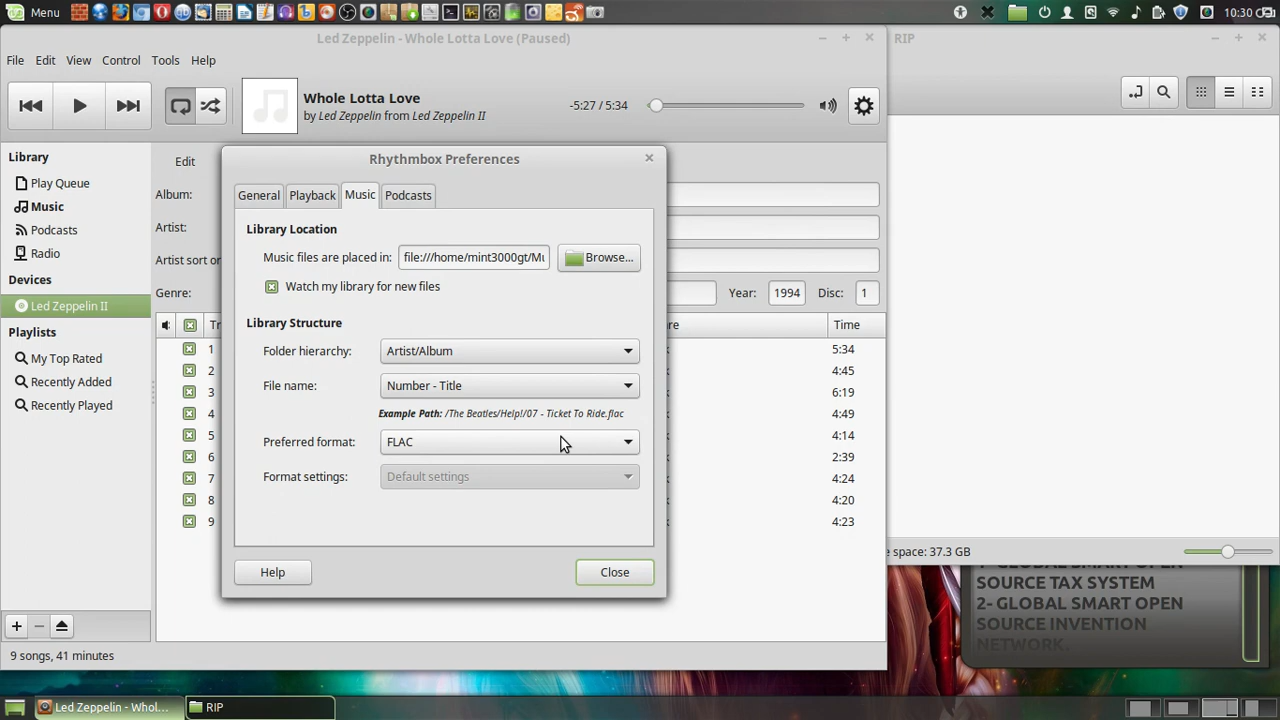 Menu
10:30
Led Zeppelin - Whole Lotta Love (Paused)
RIP
File Edit View Control Tools Help
Whole Lotta Love
by Led Zeppelin from Led Zeppelin II
-5:27 / 5:34
Library
Play Queue
Music
Podcasts
Radio
Devices
Led Zeppelin II
Playlists
My Top Rated
Recently Added
Recently Played
Edit
Album:
Artist:
Artist sort or
Genre:
Year: 1994 Disc: 1
Time
1 5:34
2 4:45
3 6:19
4 4:49
5 4:14
6 2:39
7 4:24
8 4:20
9 4:23
Rhythmbox Preferences
General Playback Music Podcasts
Library Location
Music files are placed in: file:///home/mint3000gt/Mu Browse...
Watch my library for new files
Library Structure
Folder hierarchy: Artist/Album
File name: Number - Title
Example Path: /The Beatles/Help!/07 - Ticket To Ride.flac
Preferred format: FLAC
Format settings: Default settings
Help Close
e space: 37.3 GB
1- GLOBAL SMART OPEN
SOURCE TAX SYSTEM
2- GLOBAL SMART OPEN
SOURCE INVENTION
NETWORK.
9 songs, 41 minutes
Led Zeppelin - Whol...
RIP